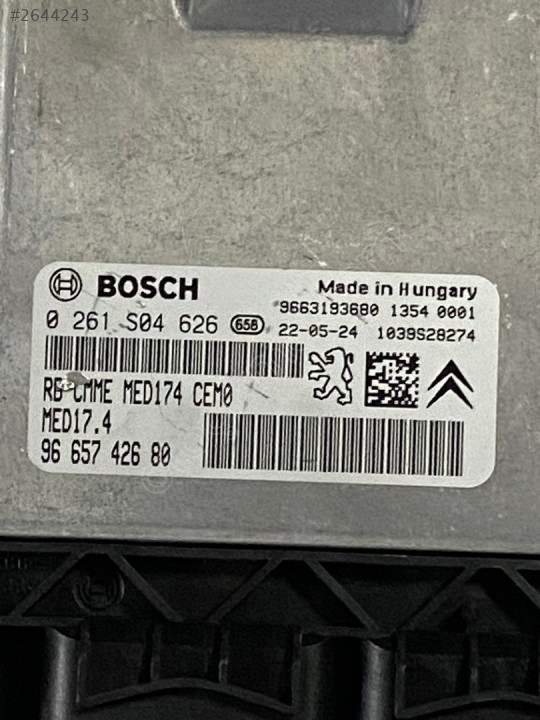 #2644243
BOSCH
Made in Hungary
9663193680 1354 0001
0 261 S04 626 658
22-05-24 1039S28274
RB-CMME MED174 CEM0
MED17.4
96 657 426 80